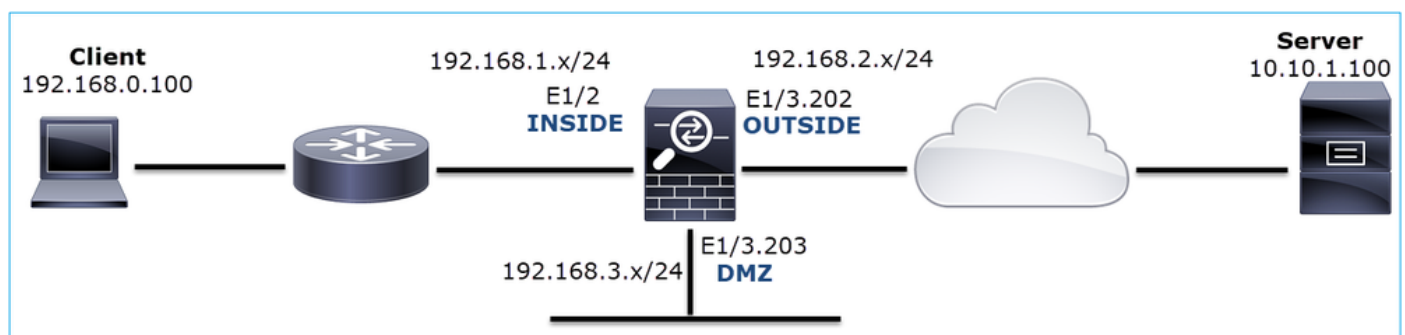 Client
192.168.0.100
192.168.1.x/24
E1/2
INSIDE
192.168.2.x/24
E1/3.202
OUTSIDE
Server
10.10.1.100
192.168.3.x/24
E1/3.203
DMZ